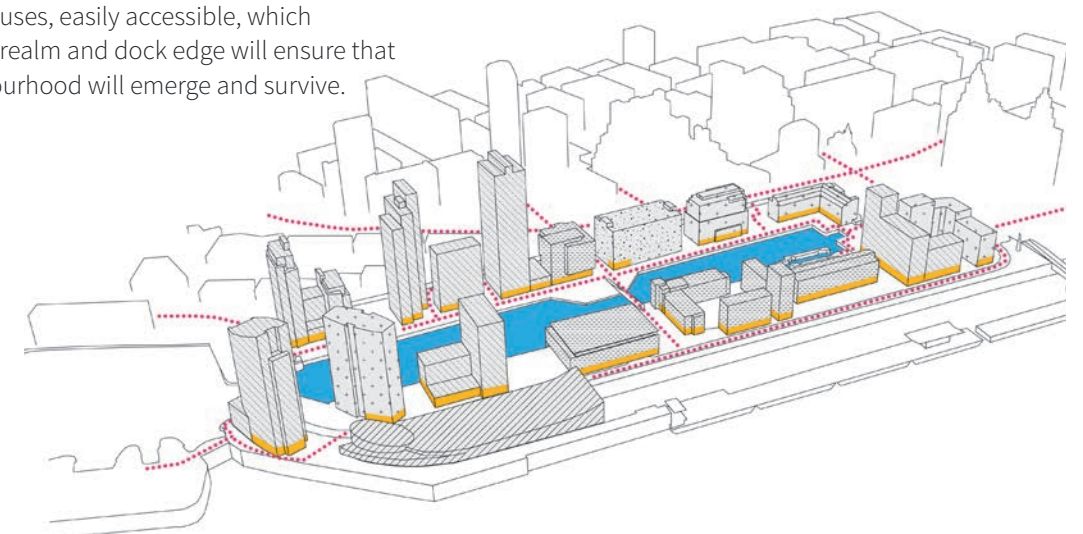 uses, easily accessible, which
realm and dock edge will ensure that
ourhood will emerge and survive.